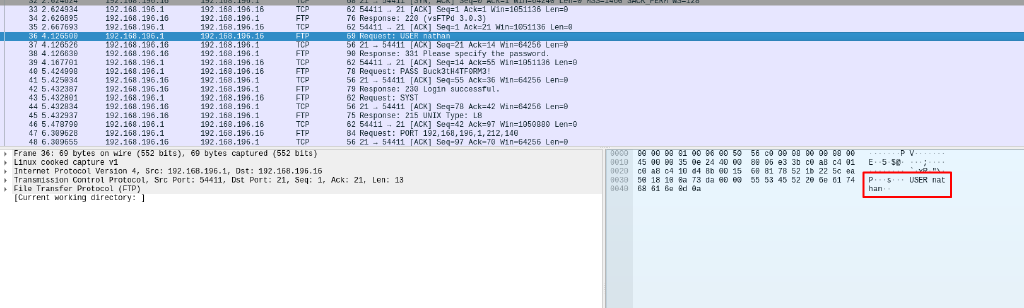 33 2.624934 192.168.196.1 192.168.196.16 TCP 62 54411 → 21 [ACK] Seq=1 Ack=1 Win=1051136 Len=0
34 2.626895 192.168.196.16 192.168.196.1 FTP 76 Response: 220 (vsFTPd 3.0.3)
35 2.667693 192.168.196.1 192.168.196.16 TCP 62 54411 → 21 [ACK] Seq=1 Ack=21 Win=1051136 Len=0
36 4.126500 192.168.196.1 192.168.196.16 FTP 69 Request: USER nathan
37 4.126526 192.168.196.16 192.168.196.1 TCP 56 21 → 54411 [ACK] Seq=21 Ack=14 Win=64256 Len=0
38 4.126630 192.168.196.16 192.168.196.1 FTP 90 Response: 331 Please specify the password.
39 4.167701 192.168.196.1 192.168.196.16 TCP 62 54411 → 21 [ACK] Seq=14 Ack=55 Win=1051136 Len=0
40 5.424998 192.168.196.1 192.168.196.16 FTP 78 Request: PASS Buck3tH4TF0RM3!
41 5.425034 192.168.196.16 192.168.196.1 TCP 56 21 → 54411 [ACK] Seq=55 Ack=36 Win=64256 Len=0
42 5.432387 192.168.196.16 192.168.196.1 FTP 79 Response: 230 Login successful.
43 5.432801 192.168.196.1 192.168.196.16 FTP 62 Request: SYST
44 5.432834 192.168.196.16 192.168.196.1 TCP 56 21 → 54411 [ACK] Seq=78 Ack=42 Win=64256 Len=0
45 5.432937 192.168.196.16 192.168.196.1 FTP 75 Response: 215 UNIX Type: L8
46 5.478790 192.168.196.1 192.168.196.16 TCP 62 54411 → 21 [ACK] Seq=42 Ack=97 Win=1050880 Len=0
47 6.309628 192.168.196.1 192.168.196.16 FTP 84 Request: PORT 192,168,196,1,212,140
48 6.309665 192.168.196.16 192.168.196.1 TCP 56 21 → 54411 [ACK] Seq=97 Ack=70 Win=64256 Len=0
Frame 36: 69 bytes on wire (552 bits), 69 bytes captured (552 bits)
Linux cooked capture v1
Internet Protocol Version 4, Src: 192.168.196.1, Dst: 192.168.196.16
Transmission Control Protocol, Src Port: 54411, Dst Port: 21, Seq: 1, Ack: 21, Len: 13
File Transfer Protocol (FTP)
[Current working directory: ]
0000 00 00 00 01 00 06 00 50 56 c0 00 08 00 00 08 00 ·······P V·······
0010 45 00 00 35 0e 24 40 00 80 06 e3 3b c0 a8 c4 01 E··5·$@· ···;····
0020 c0 a8 c4 10 d4 8b 00 15 60 81 78 52 1b 22 5c ea
0030 50 18 10 0a 73 da 00 00 55 53 45 52 20 6e 61 74 P···s··· USER nat
0040 68 61 6e 0d 0a han··